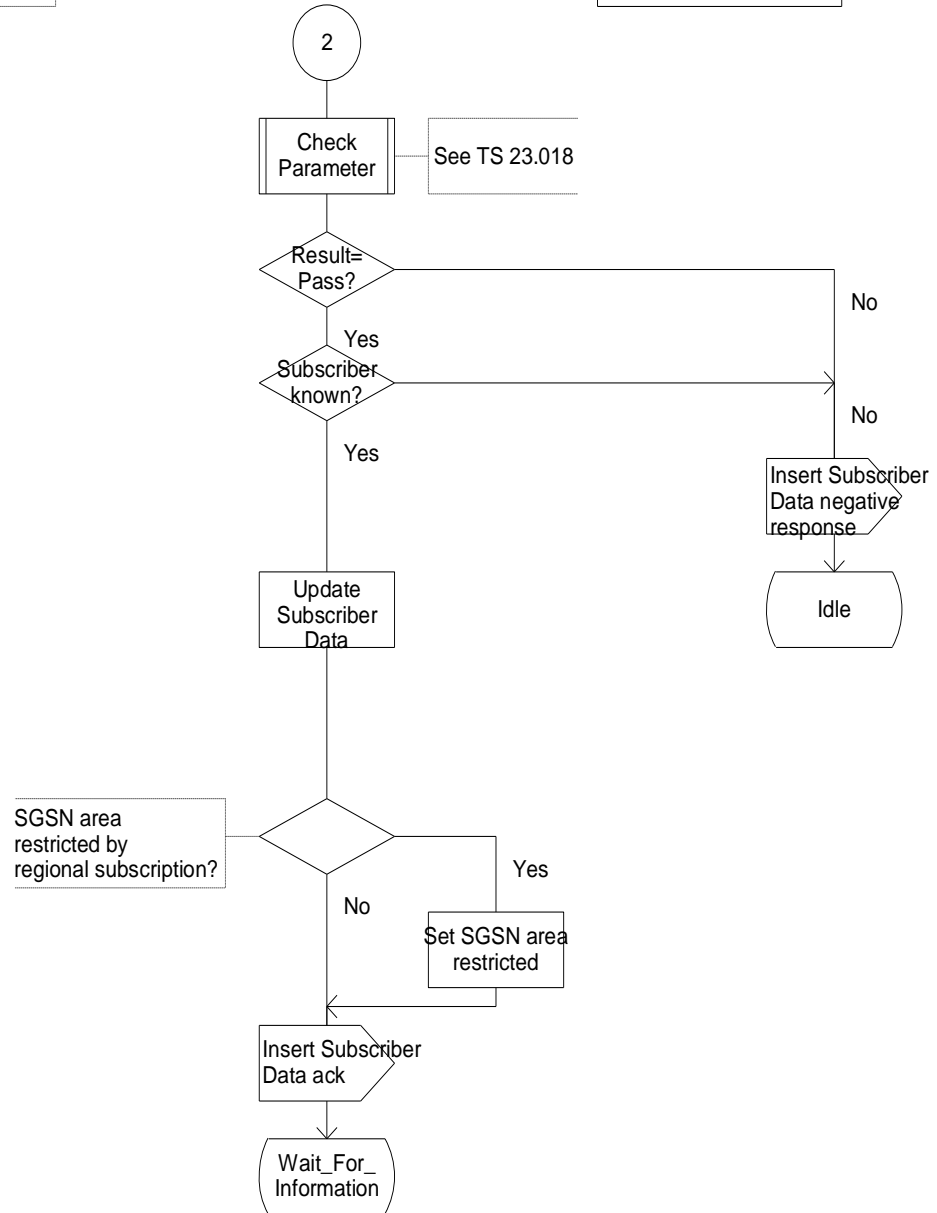 2
Check
Parameter
See TS 23.018
Result=
Pass?
No
Yes
Subscriber
known?
No
Yes
Insert Subscriber
Data negative
response
Update
Subscriber
Data
Idle
SGSN area
restricted by
regional subscription?
Yes
No
Set SGSN area
restricted
Insert Subscriber
Data ack
Wait_For_
Information